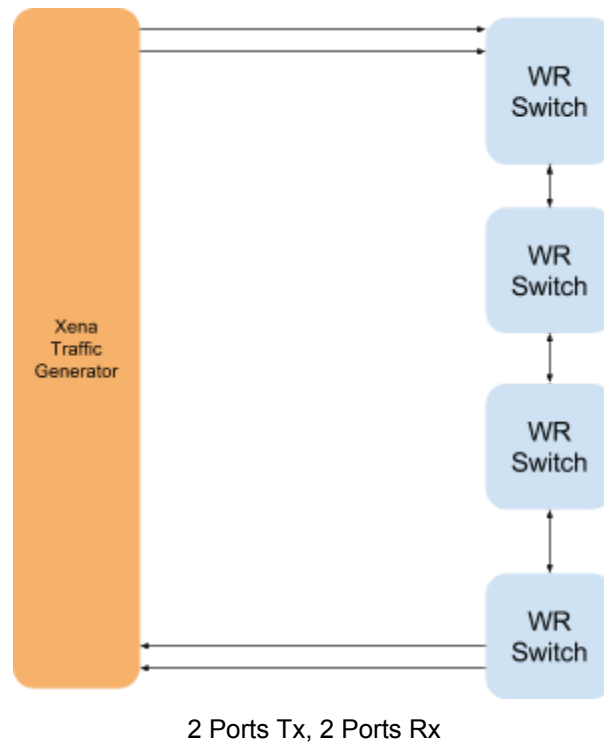 WR
Switch
WR
Switch
Xena
Traffic
Generator
WR
Switch
WR
Switch
2 Ports Tx, 2 Ports Rx